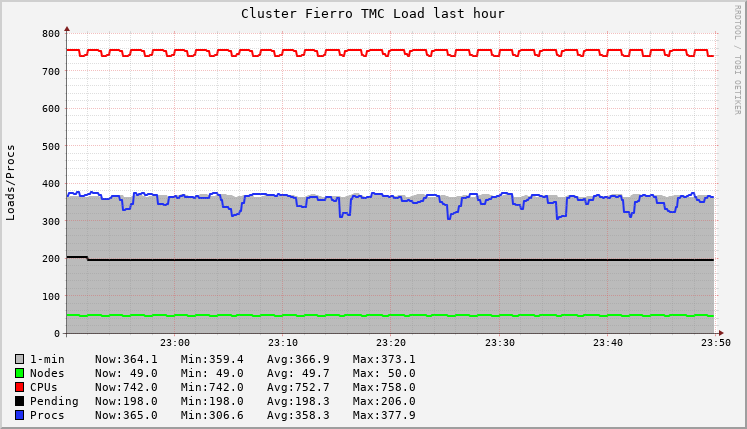 Cluster Fierro TMC Load last hour
RRDTOOL / TOBI OETIKER
Loads/Procs
800
700
600
500
400
300
200
100
0
23:00 23:10 23:20 23:30 23:40 23:50
1-min Now:364.1 Min:359.4 Avg:366.9 Max:373.1
Nodes Now: 49.0 Min: 49.0 Avg: 49.7 Max: 50.0
CPUs Now:742.0 Min:742.0 Avg:752.7 Max:758.0
Pending Now:198.0 Min:198.0 Avg:198.3 Max:206.0
Procs Now:365.0 Min:306.6 Avg:358.3 Max:377.9